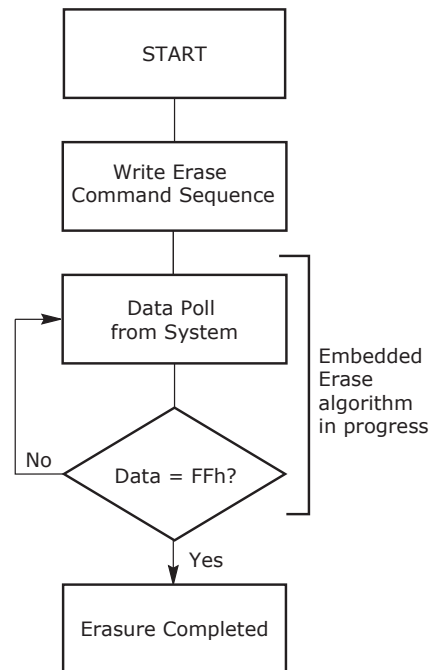 START
Write Erase
Command Sequence
Data Poll
from System
Embedded
Erase
algorithm
in progress
No
Data = FFh?
Yes
Erasure Completed